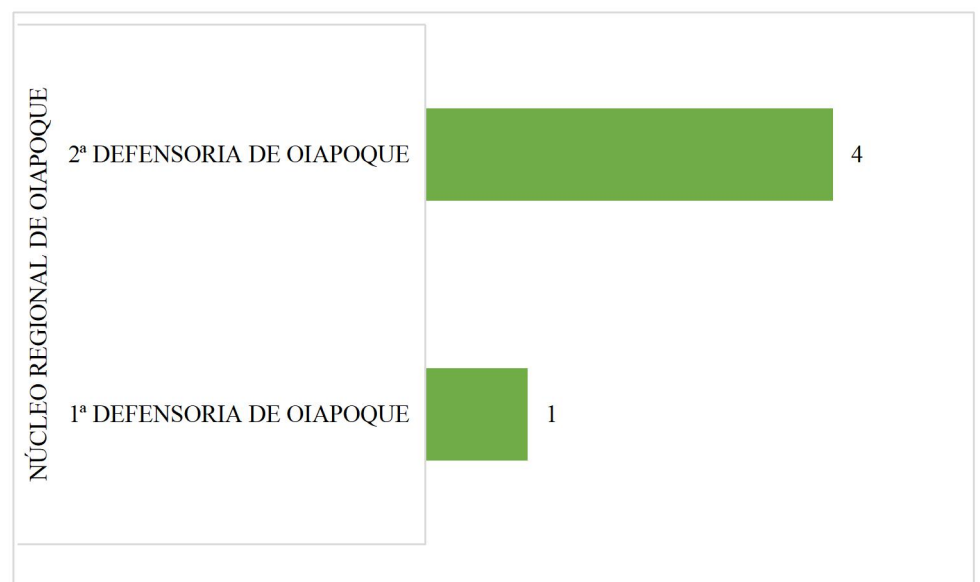 NÚCLEO REGIONAL DE OIAPOQUE
2ª DEFENSORIA DE OIAPOQUE 4
1ª DEFENSORIA DE OIAPOQUE 1